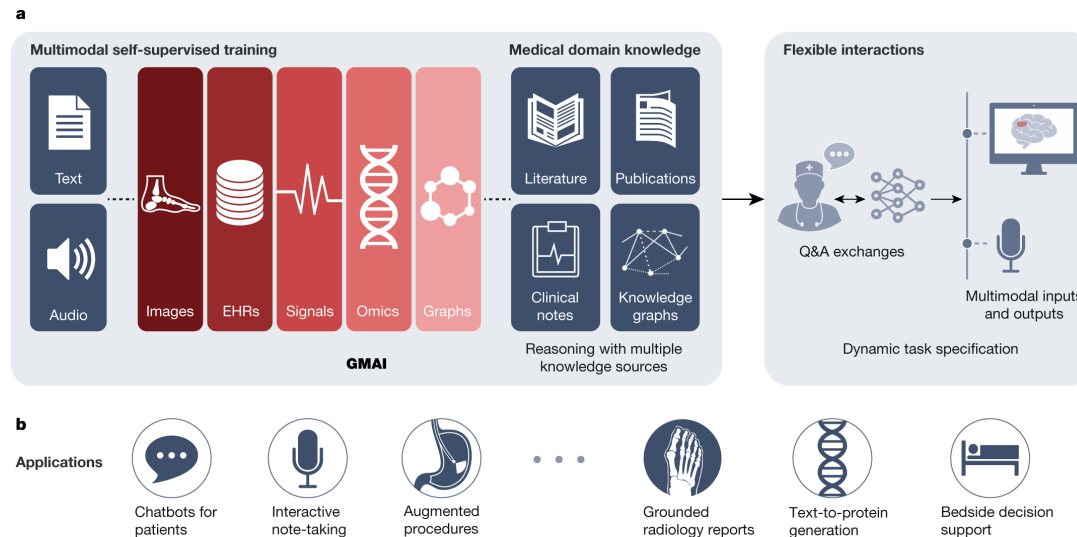 a
Multimodal self-supervised training
Medical domain knowledge
Flexible interactions
Text
Audio
Images
EHRs
Signals
Omics
Graphs
Literature
Publications
Clinical
notes
Knowledge
graphs
GMAI
Reasoning with multiple
knowledge sources
Q&A exchanges
Multimodal inputs
and outputs
Dynamic task specification
b
Applications
Chatbots for
patients
Interactive
note-taking
Augmented
procedures
Grounded
radiology reports
Text-to-protein
generation
Bedside decision
support